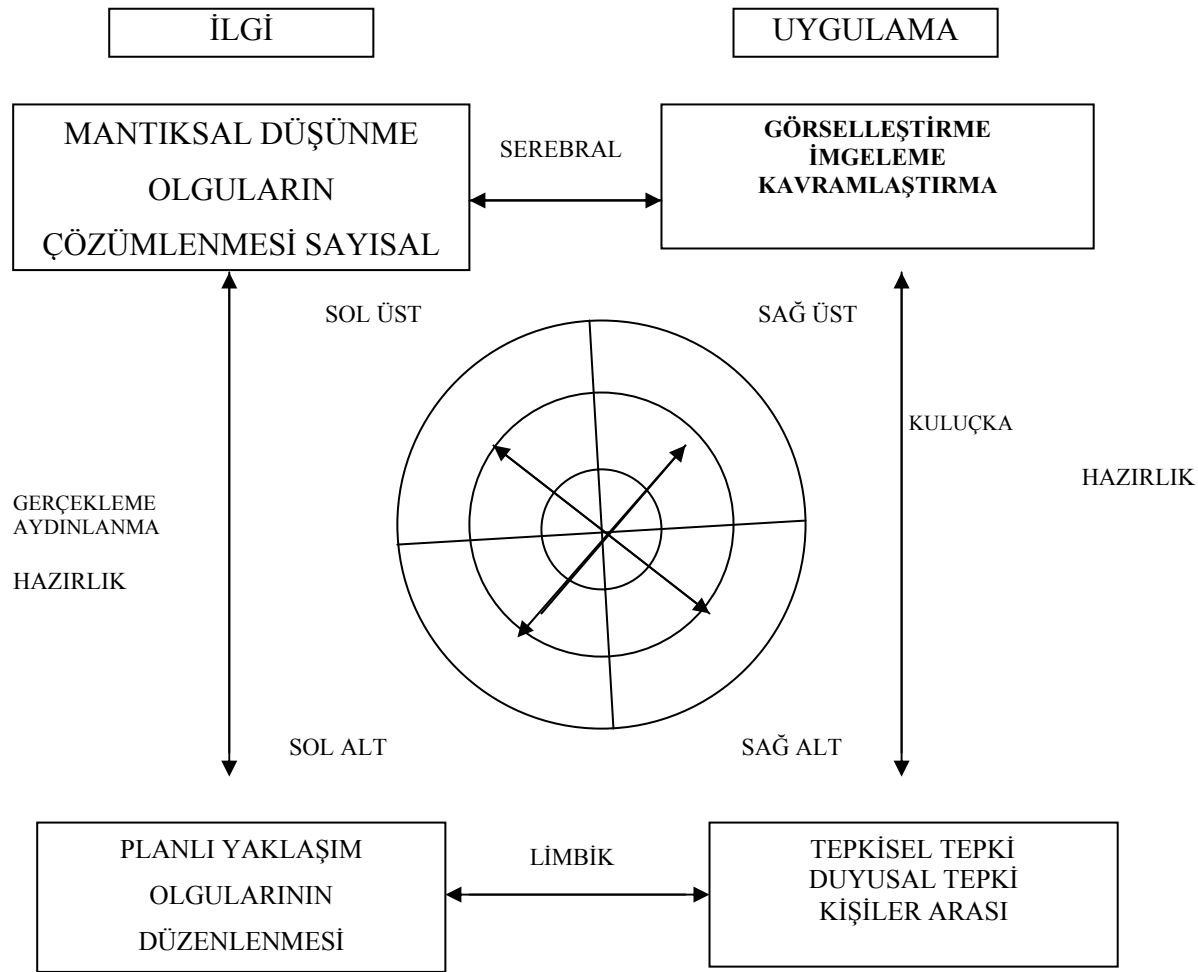 İLGİ
UYGULAMA
MANTIKSAL DÜŞÜNME
OLGULARIN
ÇÖZÜMLENMESİ SAYISAL
SEREBRAL
GÖRSELLEŞTİRME
İMGELEME
KAVRAMLAŞTIRMA
SOL ÜST
SAĞ ÜST
KULUÇKA
HAZIRLIK
GERÇEKLEME
AYDINLANMA
HAZIRLIK
SOL ALT
SAĞ ALT
PLANLI YAKLAŞIM
OLGULARININ
DÜZENLENMESİ
LİMBİK
TEPKİSEL TEPKİ
DUYUSAL TEPKİ
KİŞİLER ARASI